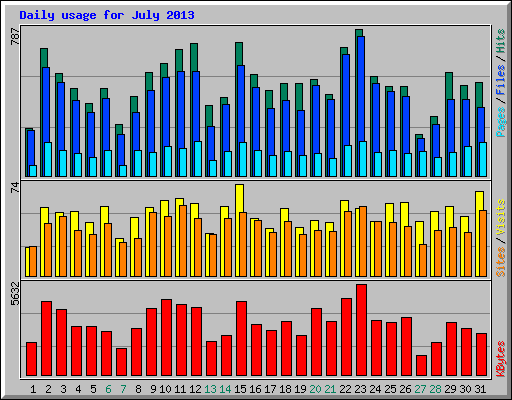 Daily usage for July 2013
787
Pages / Files / Hits
74
Sites / Visits
5632
KBytes
1 2 3 4 5 6 7 8 9 10 11 12 13 14 15 16 17 18 19 20 21 22 23 24 25 26 27 28 29 30 31